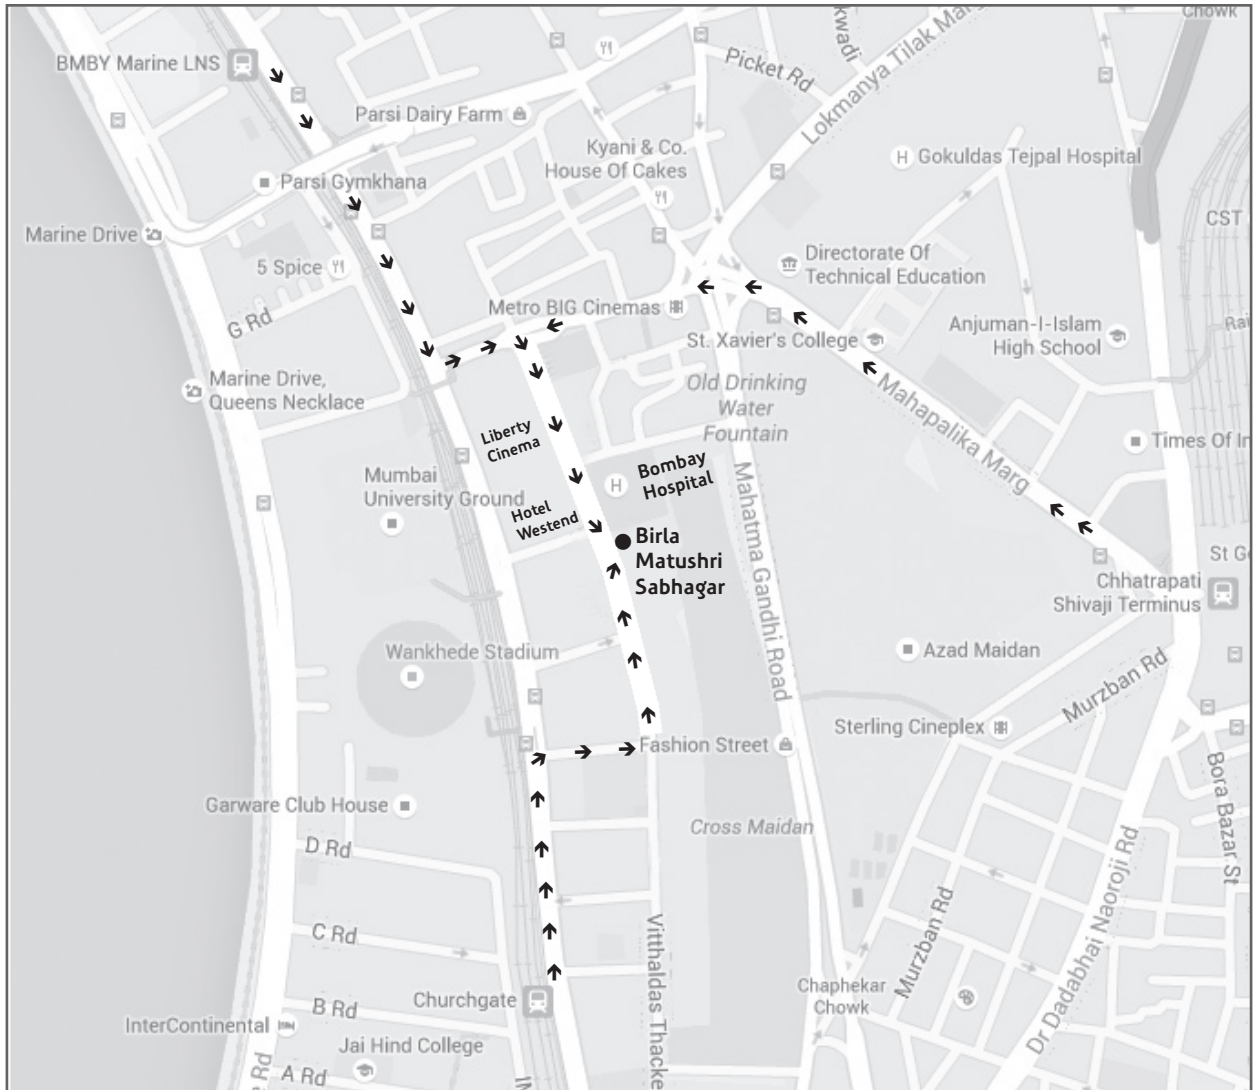 Chowk
kwadi
BMBY Marine LNS
Picket Rd
Lokmanya Tilak Marg
Parsi Dairy Farm
Kyani & Co.
House Of Cakes
H
Gokuldas Tejpal Hospital
Parsi Gymkhana
Marine Drive
CST
5 Spice
Directorate Of
Technical Education
G Rd
Metro BIG Cinemas
St. Xavier's College
Anjuman-I-Islam
High School
Rai
Marine Drive,
Queens Necklace
Old Drinking
Water
Fountain
Mahapalika Marg
Liberty
Cinema
Times Of In
Mumbai
University Ground
H
Bombay
Hospital
Hotel
Westend
Mahatma Gandhi Road
Birla
Matushri
Sabhagar
St G
Chhatrapati
Shivaji Terminus
Wankhede Stadium
Azad Maidan
Murzban Rd
Sterling Cineplex
Fashion Street
Bora Bazar St
Garware Club House
Cross Maidan
D Rd
Dr Dadabhai Naoroji Rd
Murzban Rd
C Rd
Vitthaldas Thacke
Churchgate
Chaphekar
Chowk
B Rd
InterContinental
Jai Hind College
A Rd
Rd